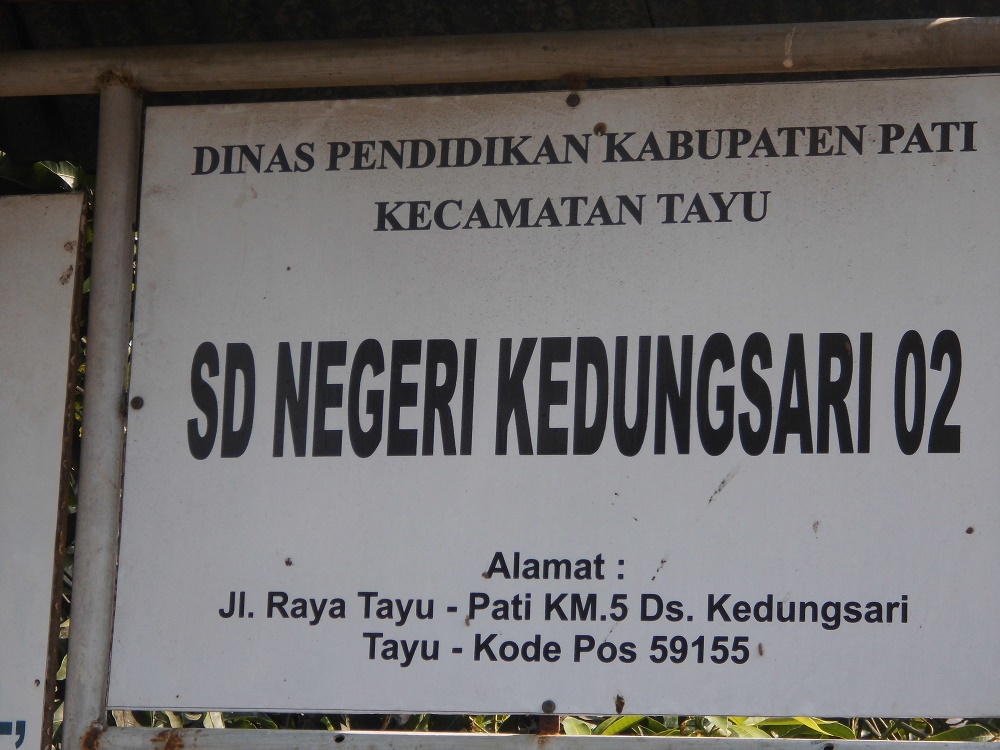 DINAS PENDIDIKAN KABUPATEN PATI
KECAMATAN TAYU
SD NEGERI KEDUNGSARI 02
Alamat :
Jl. Raya Tayu - Pati KM.5 Ds. Kedungsari
Tayu - Kode Pos 59155